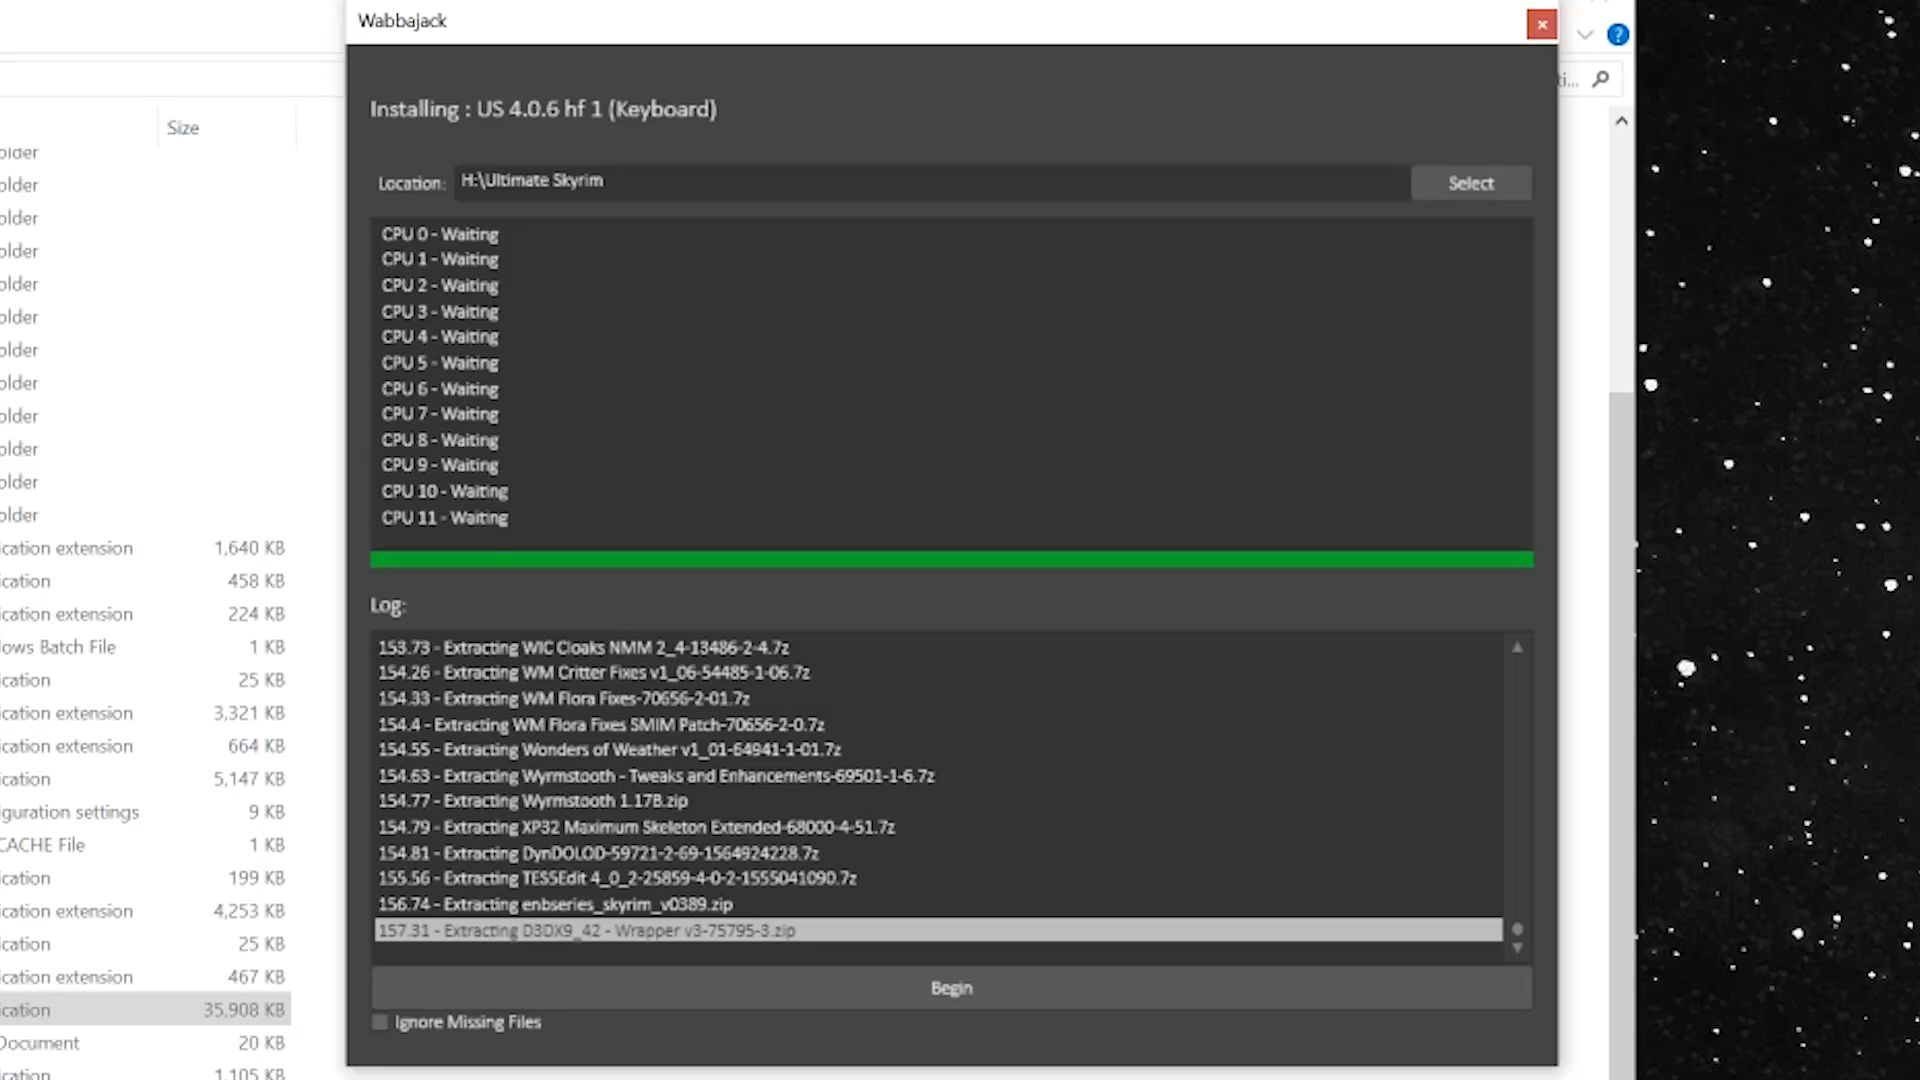 Wabbajack
Installing : US 4.0.6 hf 1 (Keyboard)
Location: H:\Ultimate Skyrim Select
CPU 0 - Waiting
CPU 1 - Waiting
CPU 2 - Waiting
CPU 3 - Waiting
CPU 4 - Waiting
CPU 5 - Waiting
CPU 6 - Waiting
CPU 7 - Waiting
CPU 8 - Waiting
CPU 9 - Waiting
CPU 10 - Waiting
CPU 11 - Waiting
Log:
153.73 - Extracting WIC Cloaks NMM 2_4-13486-2-4.7z
154.26 - Extracting WM Critter Fixes v1_06-54485-1-06.7z
154.33 - Extracting WM Flora Fixes-70656-2-01.7z
154.4 - Extracting WM Flora Fixes SMIM Patch-70656-2-0.7z
154.55 - Extracting Wonders of Weather v1_01-64941-1-01.7z
154.63 - Extracting Wyrmstooth - Tweaks and Enhancements-69501-1-6.7z
154.77 - Extracting Wyrmstooth 1.17B.zip
154.79 - Extracting XP32 Maximum Skeleton Extended-68000-4-51.7z
154.81 - Extracting DynDOLOD-59721-2-69-1564924228.7z
155.56 - Extracting TES5Edit 4_0_2-25859-4-0-2-1555041090.7z
156.74 - Extracting enbseries_skyrim_v0389.zip
157.31 - Extracting D3DX9_42 - Wrapper v3-75795-3.zip
Begin
Ignore Missing Files
Size
older
older
older
older
older
older
older
older
older
older
older
older
ication extension 1,640 KB
ication 458 KB
ication extension 224 KB
lows Batch File 1 KB
ication 25 KB
ication extension 3,321 KB
ication extension 664 KB
ication 5,147 KB
iguration settings 9 KB
CACHE File 1 KB
ication 199 KB
ication extension 4,253 KB
ication 25 KB
ication extension 467 KB
ication 35,908 KB
Document 20 KB
ication 1,105 KB